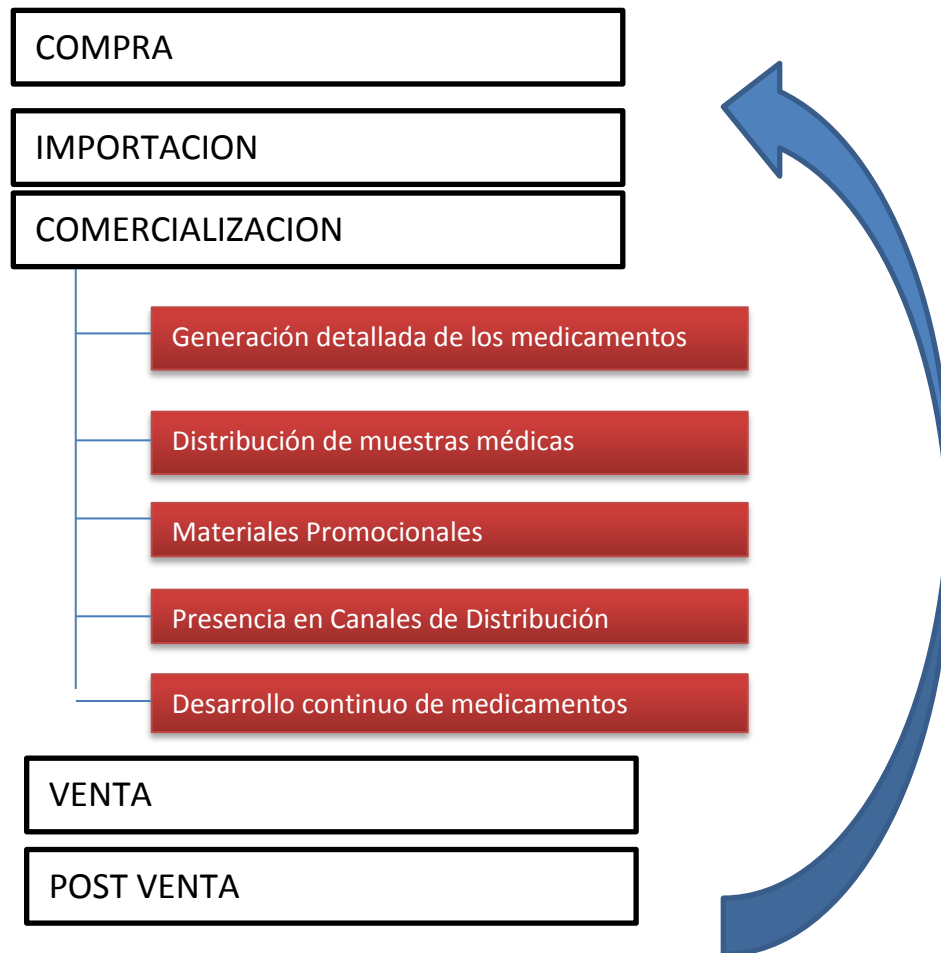 COMPRA
IMPORTACION
COMERCIALIZACION
Generación detallada de los medicamentos
Distribución de muestras médicas
Materiales Promocionales
Presencia en Canales de Distribución
Desarrollo continuo de medicamentos
VENTA
POST VENTA